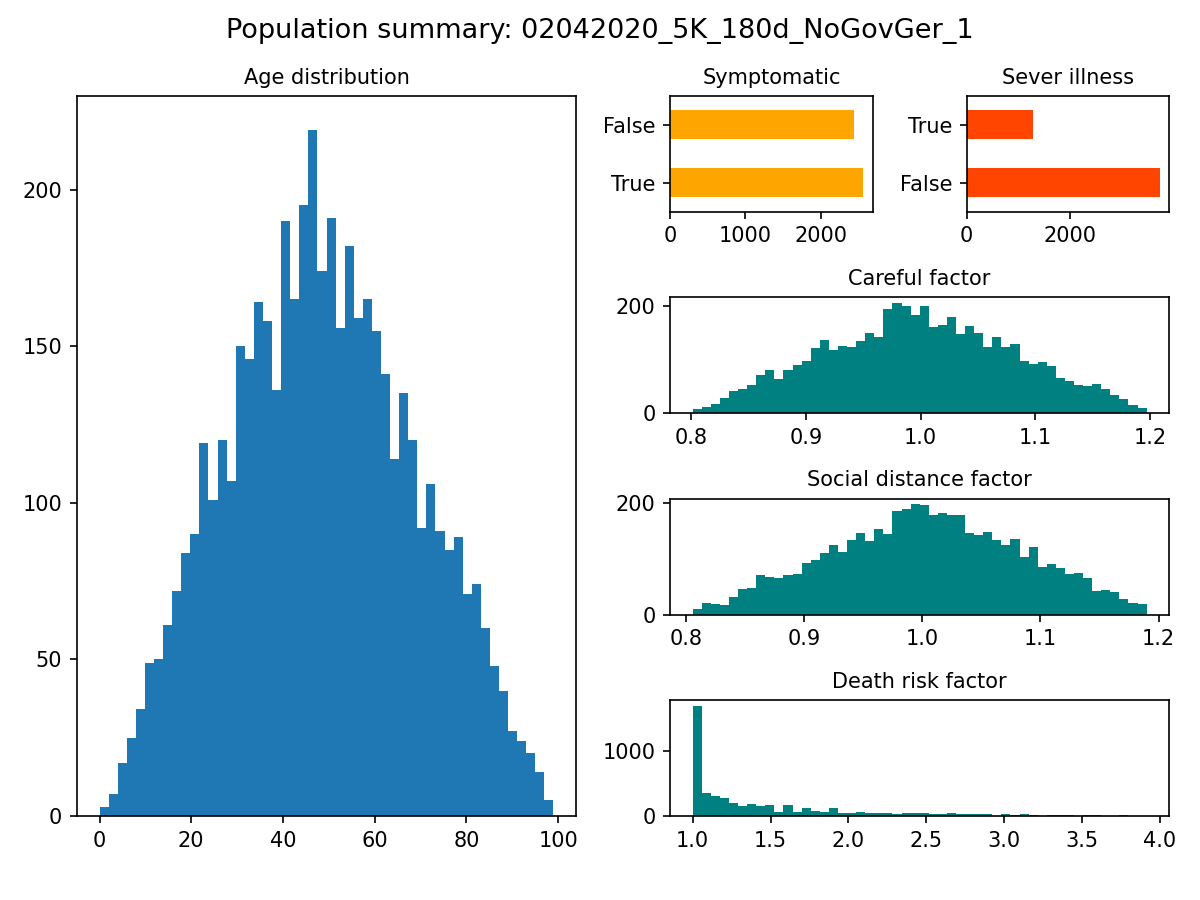 Population summary: 02042020_5K_180d_NoGovGer_1
Age distribution
200
150
100
50
0
0 20 40 60 80 100
Symptomatic
False
True
0 1000 2000
Sever illness
True
False
0 2000
Careful factor
200
0
0.8 0.9 1.0 1.1 1.2
Social distance factor
200
0
0.8 0.9 1.0 1.1 1.2
Death risk factor
1000
0
1.0 1.5 2.0 2.5 3.0 3.5 4.0